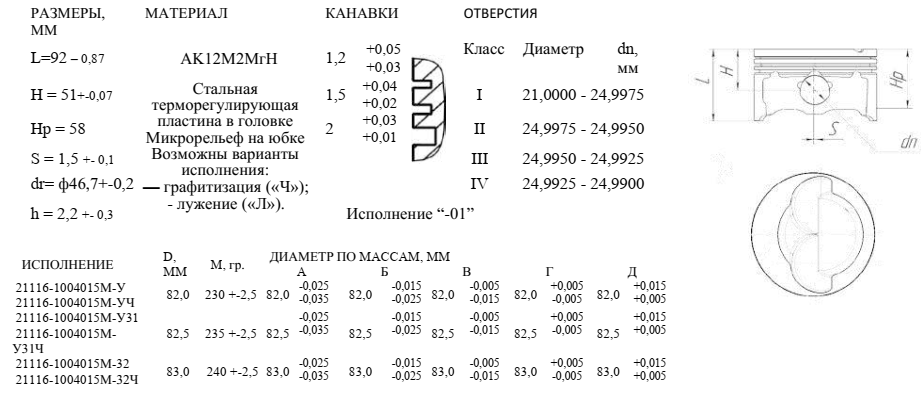 РАЗМЕРЫ, ММ МАТЕРИАЛ КАНАВКИ ОТВЕРСТИЯ
L=92 – 0,87
H = 51+-0,07
Hp = 58
S = 1,5 +- 0,1
dr= ф46,7+-0,2
h = 2,2 +- 0,3
АК12М2МгН
Стальная
терморегулирующая
пластина в головке
Микрорельеф на юбке
Возможны варианты
исполнения:
— графитизация («Ч»);
- лужение («Л»).
1,2 +0,05 +0,03
1,5 +0,04 +0,02
2 +0,03 +0,01
Исполнение “-01”
Класс Диаметр dn, мм
I 21,0000 - 24,9975
II 24,9975 - 24,9950
III 24,9950 - 24,9925
IV 24,9925 - 24,9900
L
H
Hp
S
dn
ИСПОЛНЕНИЕ D, ММ М, гр. ДИАМЕТР ПО МАССАМ, ММ
А Б В Г Д
21116-1004015М-У
21116-1004015М-УЧ
82,0 230 +-2,5 82,0 -0,025 -0,035 82,0 -0,015 -0,025 82,0 -0,005 -0,015 82,0 +0,005 -0,005 82,0 +0,015 +0,005
21116-1004015М-У31
21116-1004015М-
У31Ч
82,5 235 +-2,5 82,5 -0,025 -0,035 82,5 -0,015 -0,025 82,5 -0,005 -0,015 82,5 +0,005 -0,005 82,5 +0,015 +0,005
21116-1004015М-32
21116-1004015М-32Ч
83,0 240 +-2,5 83,0 -0,025 -0,035 83,0 -0,015 -0,025 83,0 -0,005 -0,015 83,0 +0,005 -0,005 83,0 +0,015 +0,005